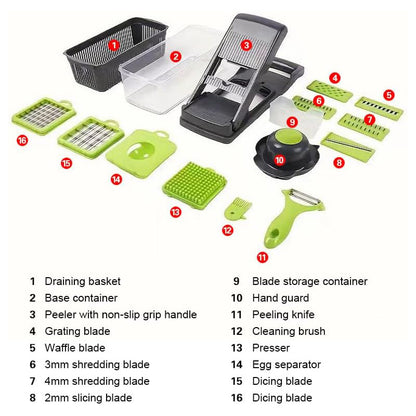 1
2
3
4
5
6
7
8
9
10
11
12
13
14
15
16
1 Draining basket
2 Base container
3 Peeler with non-slip grip handle
4 Grating blade
5 Waffle blade
6 3mm shredding blade
7 4mm shredding blade
8 2mm slicing blade
9 Blade storage container
10 Hand guard
11 Peeling knife
12 Cleaning brush
13 Presser
14 Egg separator
15 Dicing blade
16 Dicing blade